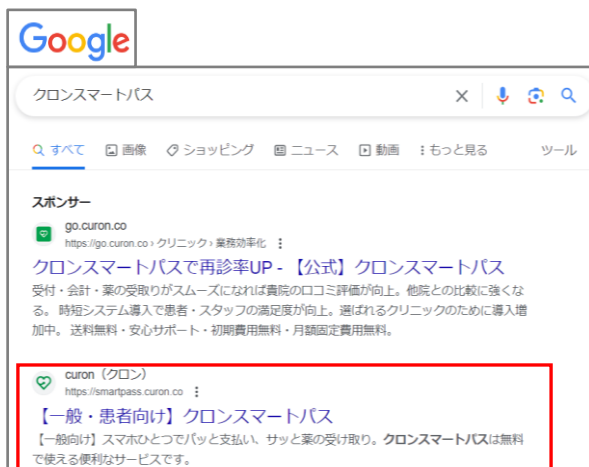 Google
クロンスマートパス
すべて 画像 ショッピング ニュース 動画 もっと見る ツール
スポンサー
go.curon.co
https://go.curon.co › クリニック › 業務効率化
クロンスマートパスで再診率UP - 【公式】クロンスマートパス
受付・会計・薬の受取りがスムーズになれば貴院の口コミ評価が向上。他院との比較に強くな
る。 時短システム導入で患者・スタッフの満足度が向上。選ばれるクリニックのために導入増
加中。 送料無料・安心サポート・初期費用無料・月額固定費用無料。
curon（クロン）
https://smartpass.curon.co
【一般・患者向け】クロンスマートパス
【一般向け】スマホひとつでパッと支払い、サッと薬の受け取り。クロンスマートパスは無料
で使える便利なサービスです。